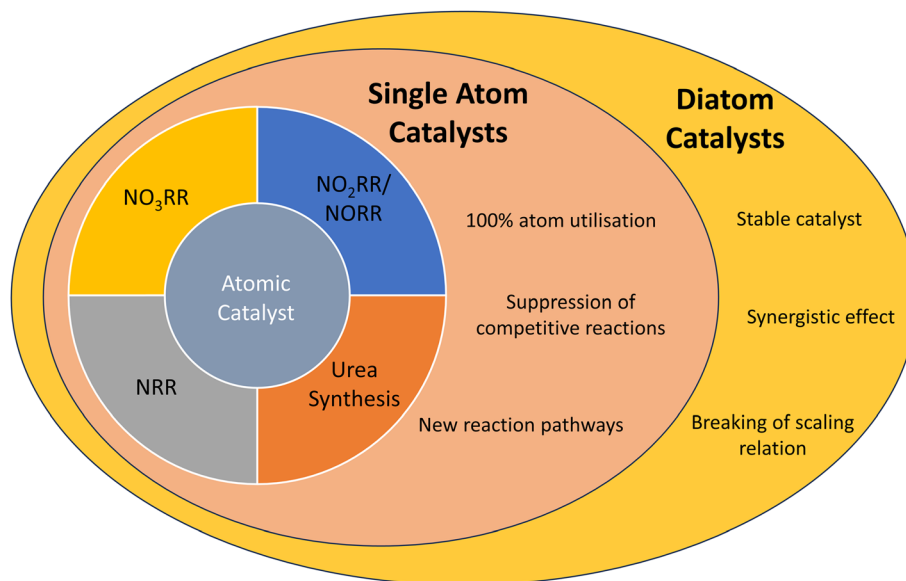 Single Atom
Catalysts
Diatom
Catalysts
NO₃RR
NO₂RR/
NORR
Atomic
Catalyst
NRR
Urea
Synthesis
100% atom utilisation
Suppression of
competitive reactions
New reaction pathways
Stable catalyst
Synergistic effect
Breaking of scaling
relation